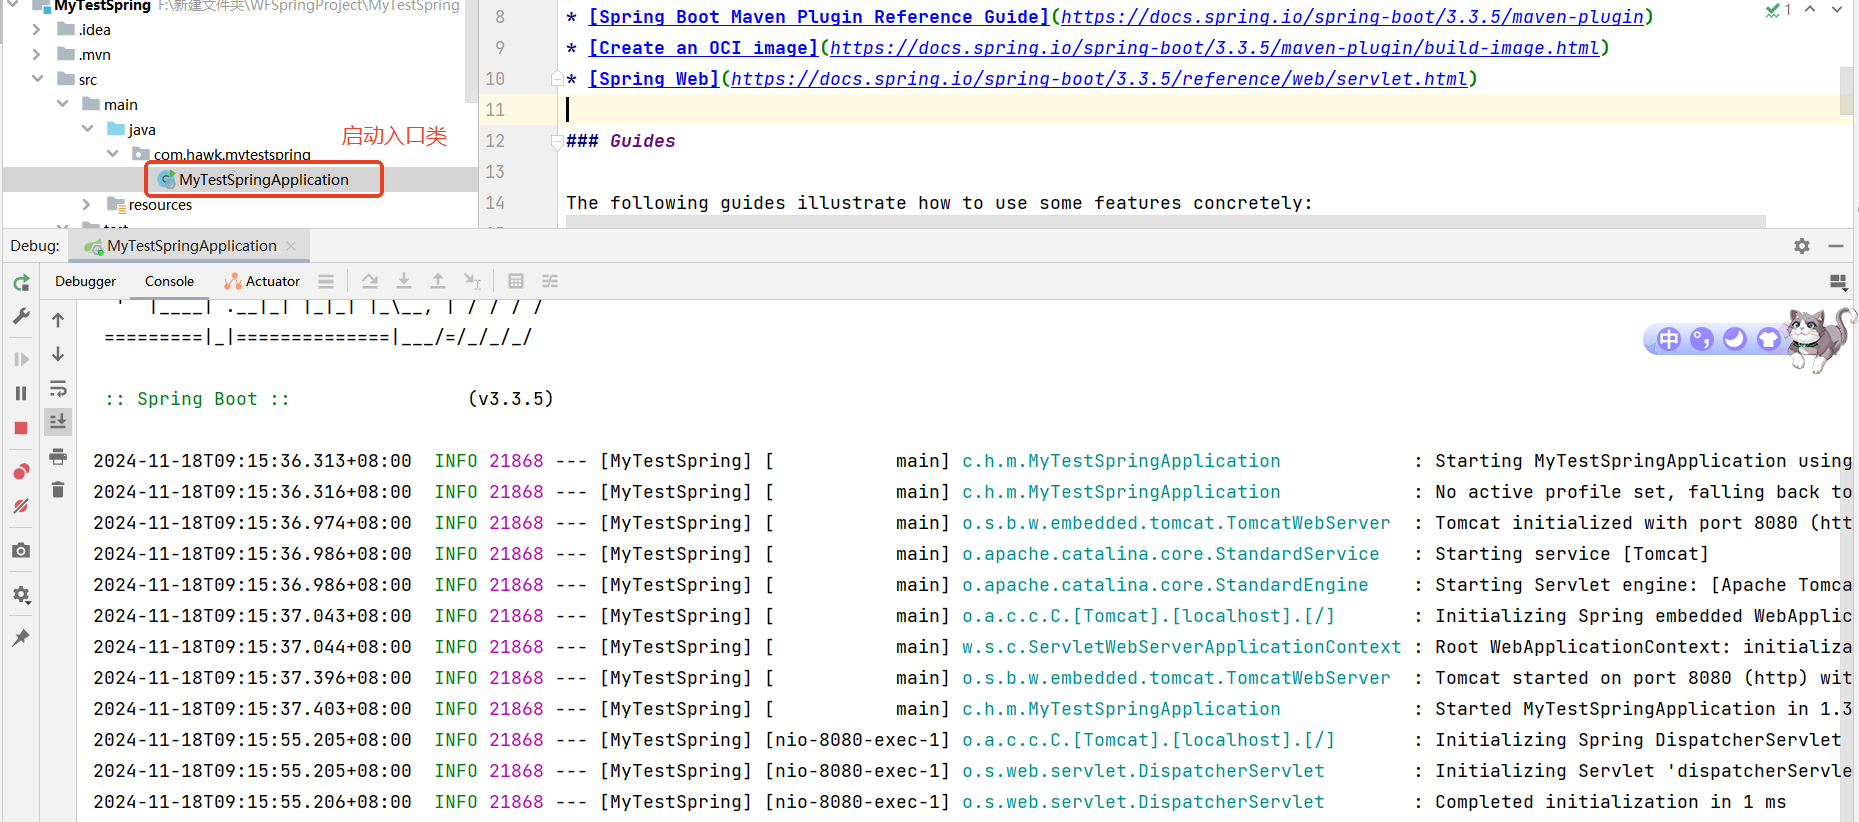 MyTestSpring F:\新建文件夹\WFSpringProject\MyTestSpring
.idea
.mvn
src
main
java
启动入口类
com.hawk.mytestspring
MyTestSpringApplication
resources
test
8 * [Spring Boot Maven Plugin Reference Guide](https://docs.spring.io/spring-boot/3.3.5/maven-plugin)
9 * [Create an OCI image](https://docs.spring.io/spring-boot/3.3.5/maven-plugin/build-image.html)
10 * [Spring Web](https://docs.spring.io/spring-boot/3.3.5/reference/web/servlet.html)
11
12 ### Guides
13
14 The following guides illustrate how to use some features concretely:
1
Debug: MyTestSpringApplication
Debugger Console Actuator
' |____| .__|_| |_|_| |_\__, | / / / /
=========|_|==============|___/=/_/_/_/
:: Spring Boot :: (v3.3.5)
中
2024-11-18T09:15:36.313+08:00 INFO 21868 --- [MyTestSpring] [ main] c.h.m.MyTestSpringApplication : Starting MyTestSpringApplication using
2024-11-18T09:15:36.316+08:00 INFO 21868 --- [MyTestSpring] [ main] c.h.m.MyTestSpringApplication : No active profile set, falling back to
2024-11-18T09:15:36.974+08:00 INFO 21868 --- [MyTestSpring] [ main] o.s.b.w.embedded.tomcat.TomcatWebServer : Tomcat initialized with port 8080 (htt
2024-11-18T09:15:36.986+08:00 INFO 21868 --- [MyTestSpring] [ main] o.apache.catalina.core.StandardService : Starting service [Tomcat]
2024-11-18T09:15:36.986+08:00 INFO 21868 --- [MyTestSpring] [ main] o.apache.catalina.core.StandardEngine : Starting Servlet engine: [Apache Tomca
2024-11-18T09:15:37.043+08:00 INFO 21868 --- [MyTestSpring] [ main] o.a.c.c.C.[Tomcat].[localhost].[/] : Initializing Spring embedded WebApplic
2024-11-18T09:15:37.044+08:00 INFO 21868 --- [MyTestSpring] [ main] w.s.c.ServletWebServerApplicationContext : Root WebApplicationContext: initializa
2024-11-18T09:15:37.396+08:00 INFO 21868 --- [MyTestSpring] [ main] o.s.b.w.embedded.tomcat.TomcatWebServer : Tomcat started on port 8080 (http) wit
2024-11-18T09:15:37.403+08:00 INFO 21868 --- [MyTestSpring] [ main] c.h.m.MyTestSpringApplication : Started MyTestSpringApplication in 1.3
2024-11-18T09:15:55.205+08:00 INFO 21868 --- [MyTestSpring] [nio-8080-exec-1] o.a.c.c.C.[Tomcat].[localhost].[/] : Initializing Spring DispatcherServlet
2024-11-18T09:15:55.205+08:00 INFO 21868 --- [MyTestSpring] [nio-8080-exec-1] o.s.web.servlet.DispatcherServlet : Initializing Servlet 'dispatcherServle
2024-11-18T09:15:55.206+08:00 INFO 21868 --- [MyTestSpring] [nio-8080-exec-1] o.s.web.servlet.DispatcherServlet : Completed initialization in 1 ms